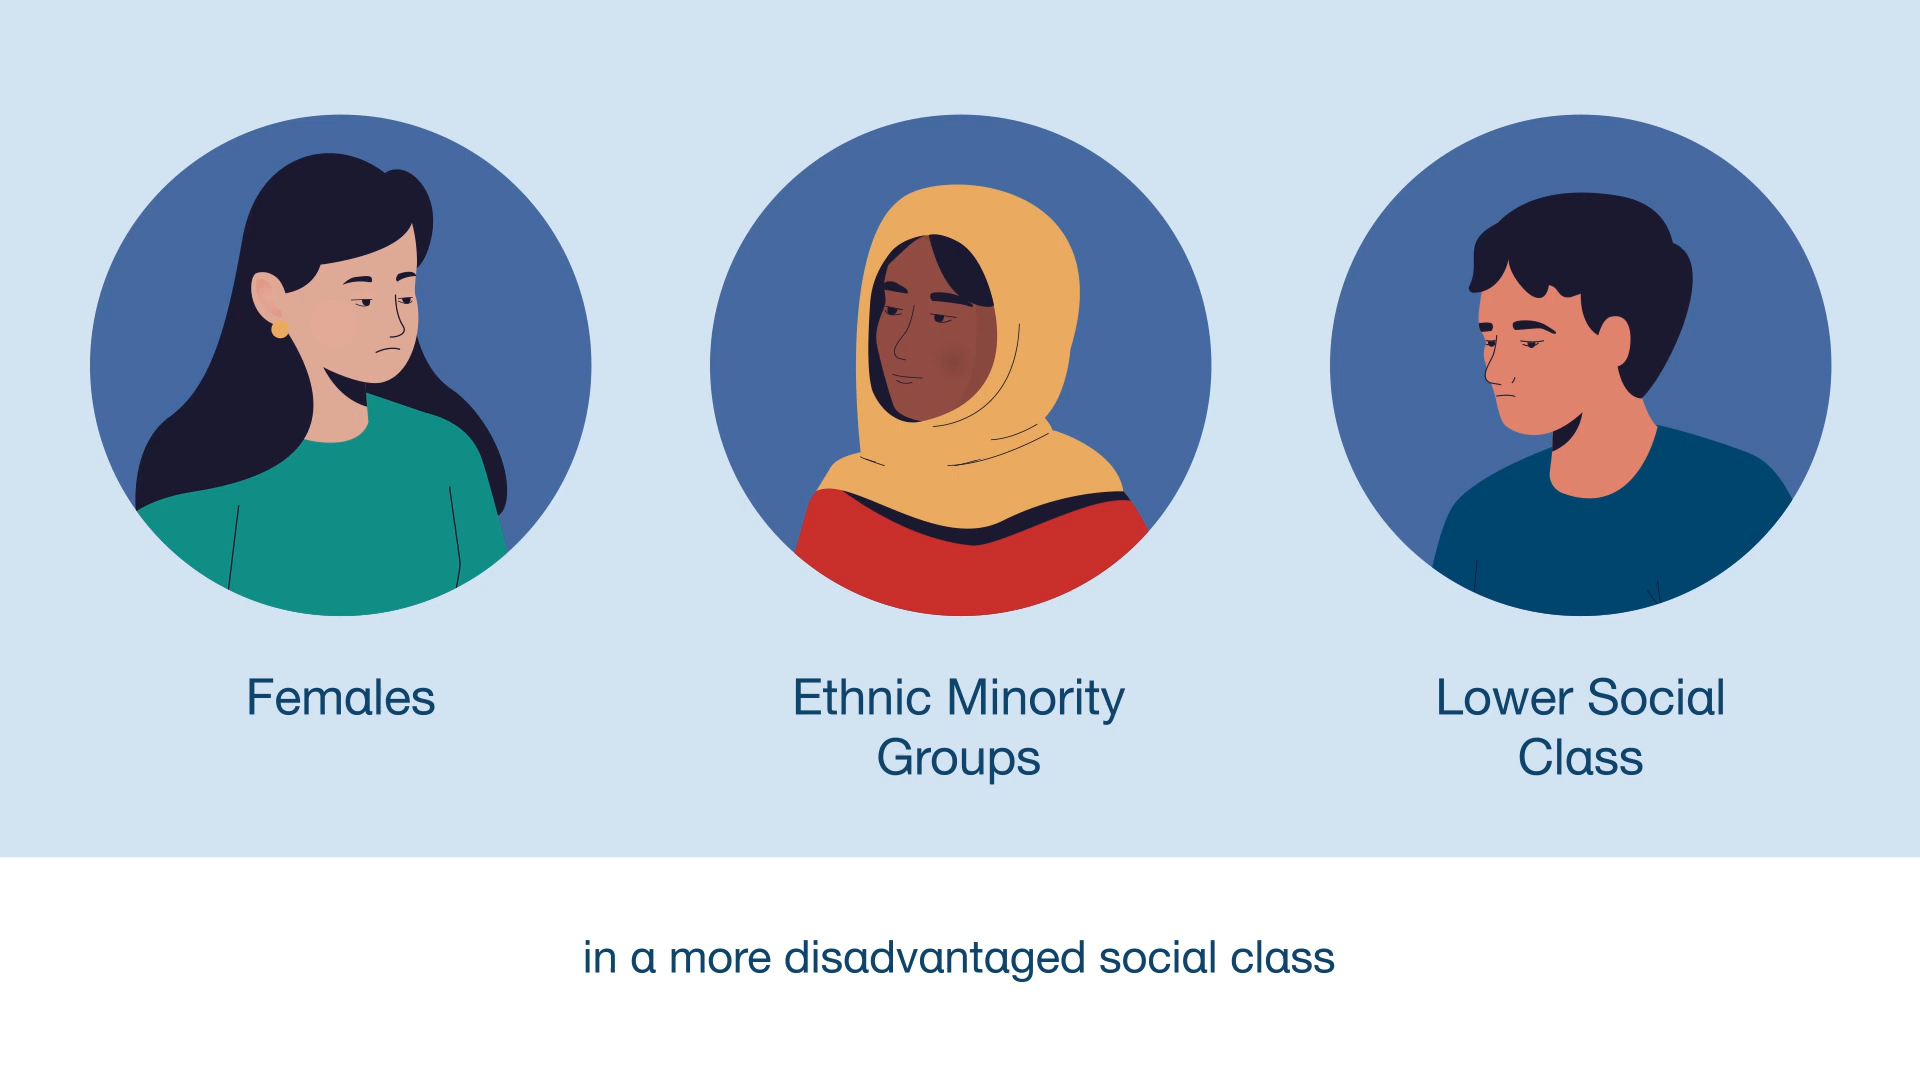 Females
Ethnic Minority
Groups
Lower Social
Class
in a more disadvantaged social class